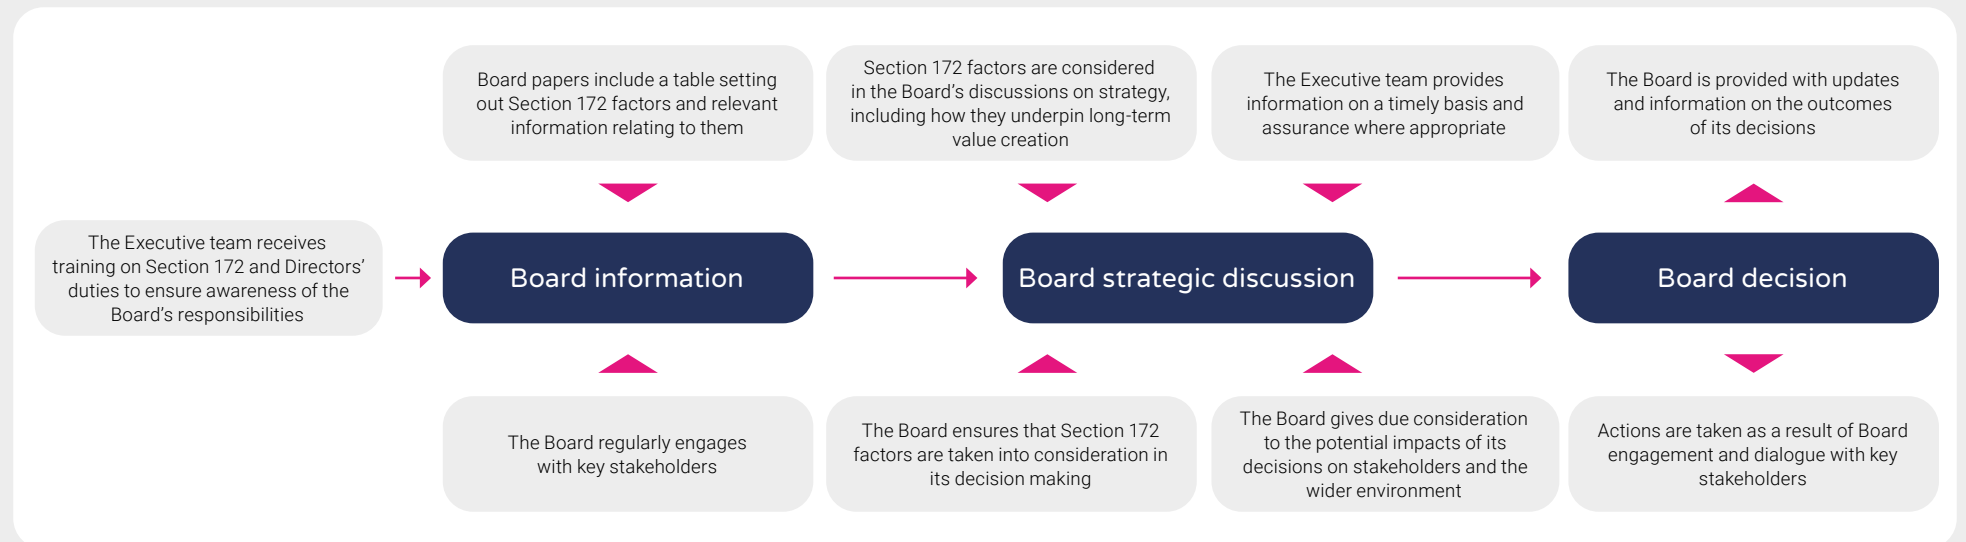 Board papers include a table setting
out Section 172 factors and relevant
information relating to them
Section 172 factors are considered
in the Board's discussions on strategy,
including how they underpin long-term
value creation
The Executive team provides
information on a timely basis and
assurance where appropriate
The Board is provided with updates
and information on the outcomes
of its decisions
The Executive team receives
training on Section 172 and Directors'
duties to ensure awareness of the
Board's responsibilities
Board information
Board strategic discussion
Board decision
The Board regularly engages
with key stakeholders
The Board ensures that Section 172
factors are taken into consideration in
its decision making
The Board gives due consideration
to the potential impacts of its
decisions on stakeholders and the
wider environment
Actions are taken as a result of Board
engagement and dialogue with key
stakeholders